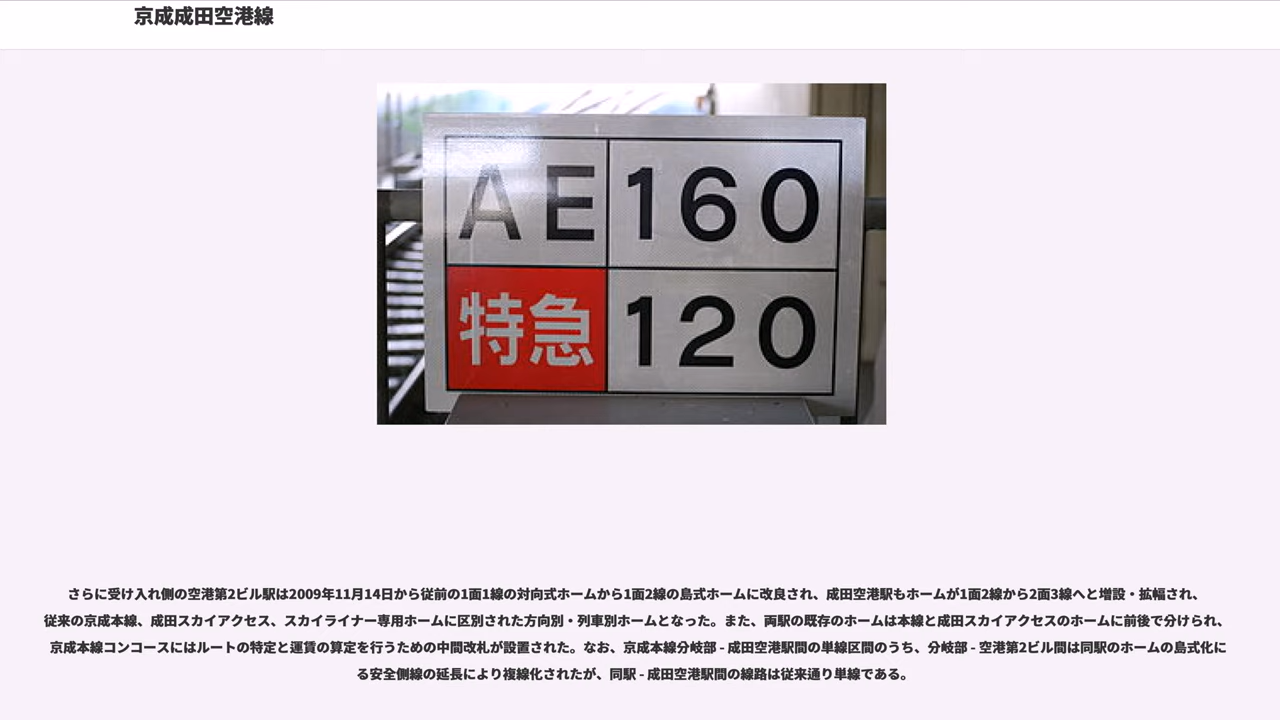 京成成田空港線
AE 160
特急 120
さらに受け入れ側の空港第2ビル駅は2009年11月14日から従前の1面1線の対向式ホームから1面2線の島式ホームに改良され、成田空港駅もホームが1面2線から2面3線へと増設・拡幅され、
従来の京成本線、成田スカイアクセス、スカイライナー専用ホームに区別された方向別・列車別ホームとなった。また、両駅の既存のホームは本線と成田スカイアクセスのホームに前後で分けられ、
京成本線コンコースにはルートの特定と運賃の算定を行うための中間改札が設置された。なお、京成本線分岐部 - 成田空港駅間の単線区間のうち、分岐部 - 空港第2ビル間は同駅のホームの島式化に
る安全側線の延長により複線化されたが、同駅 - 成田空港駅間の線路は従来通り単線である。